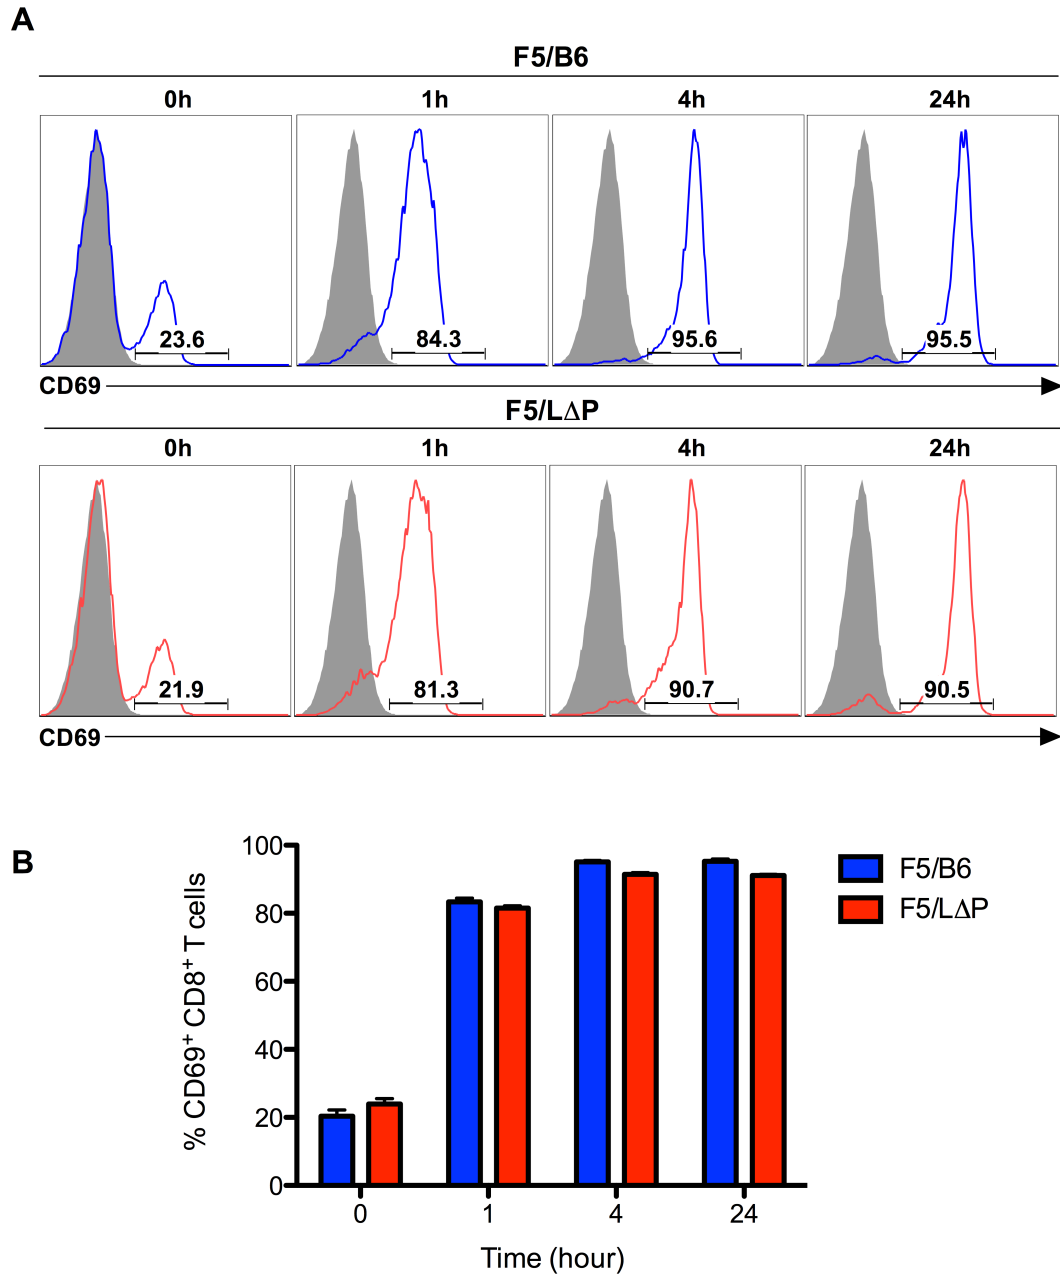 A
F5/B6
0h 1h 4h 24h
23.6 84.3 95.6 95.5
CD69
F5/LΔP
0h 1h 4h 24h
21.9 81.3 90.7 90.5
CD69
B
100
80
60
40
20
0
% CD69⁺ CD8⁺ T cells
0 1 4 24
Time (hour)
F5/B6
F5/LΔP